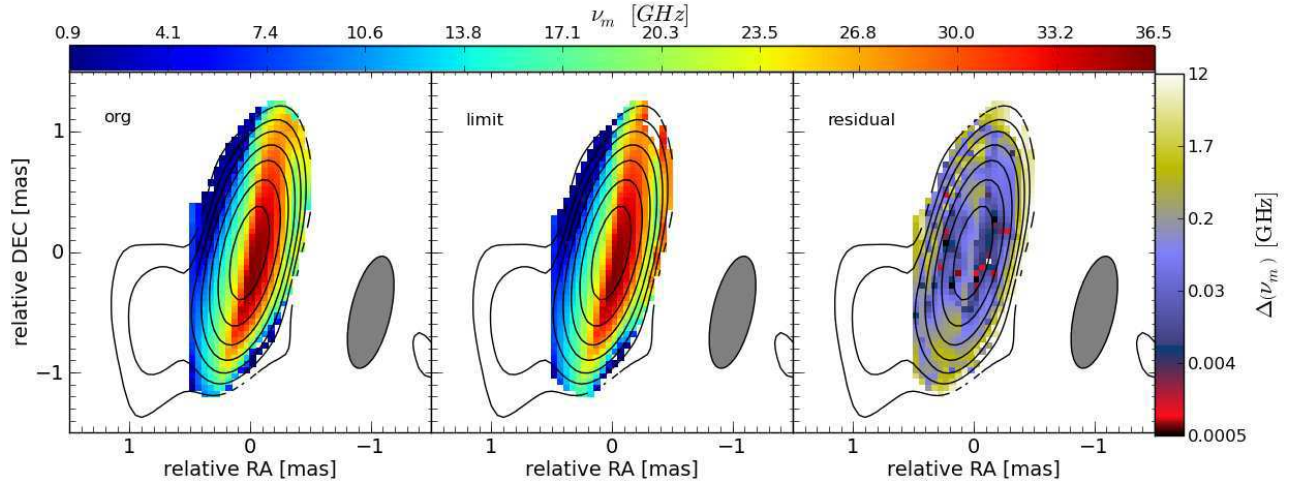 ν_m [GHz]
0.9 4.1 7.4 10.6 13.8 17.1 20.3 23.5 26.8 30.0 33.2 36.5
org limit residual
relative DEC [mas]
1
0
−1
12
1.7
0.2
0.03
0.004
0.0005
Δ(ν_m) [GHz]
1 0 −1 1 0 −1 1 0 −1
relative RA [mas] relative RA [mas] relative RA [mas]